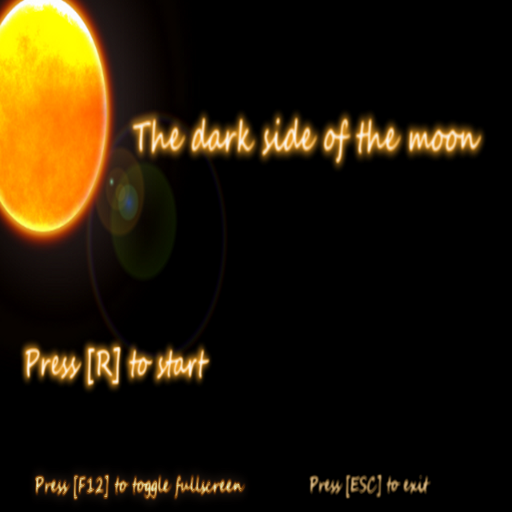 The dark side of the moon
Press [R] to start
Press [F12] to toggle fullscreen
Press [ESC] to exit